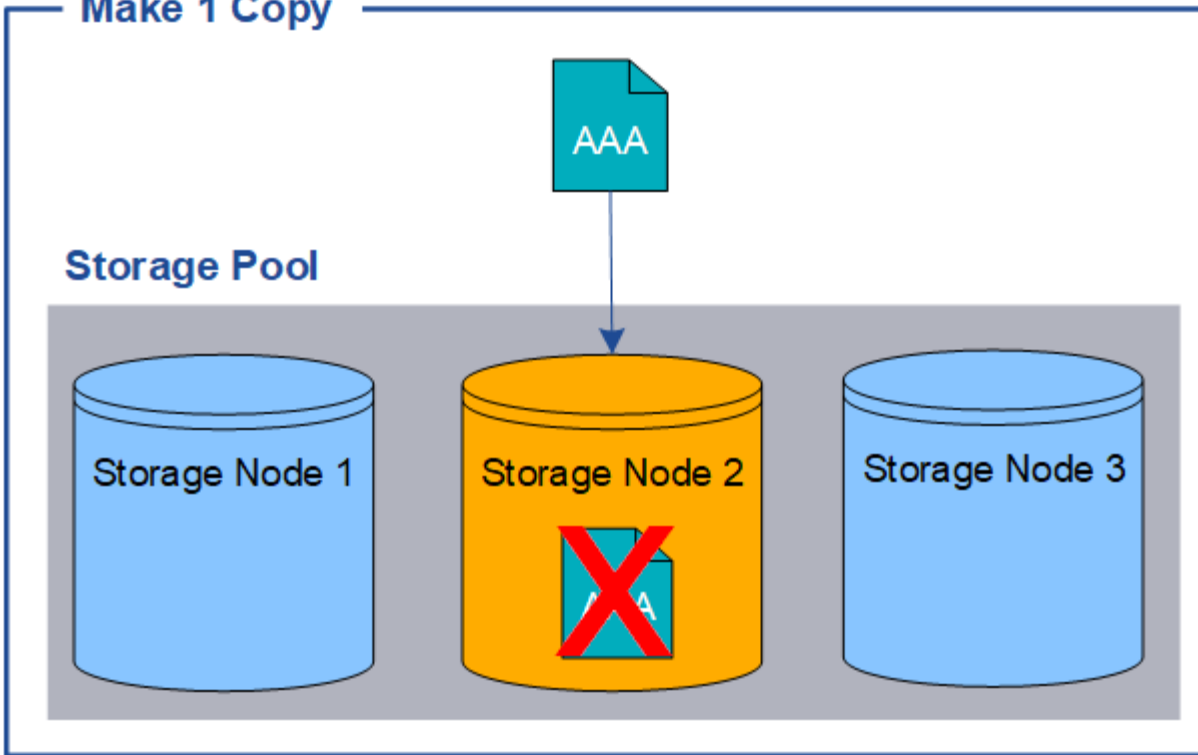 Make 1 Copy
AAA
Storage Pool
Storage Node 1
Storage Node 2
Storage Node 3